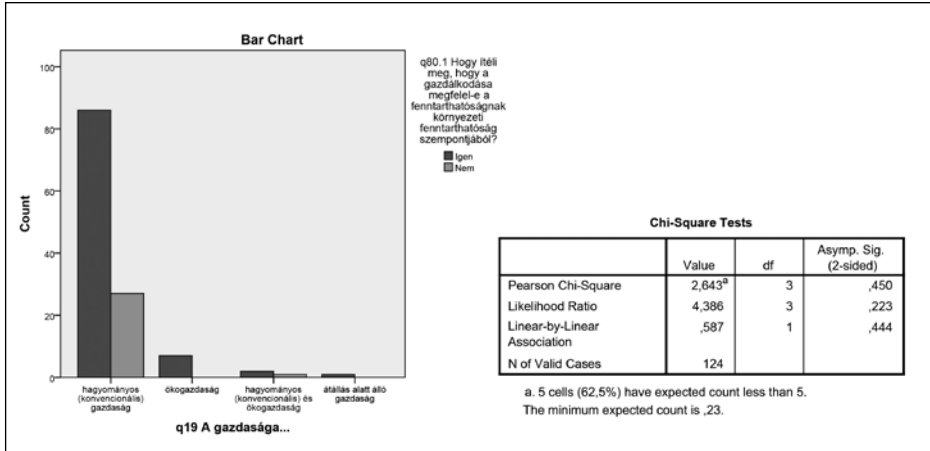 Bar Chart
100
80
60
40
20
0
Count
hagyományos
(konvencionális)
gazdaság
ökogazdaság
hagyományos
(konvencionális) és
ökogazdaság
átállás alatt álló
gazdaság
q19 A gazdasága...
q80.1 Hogy ítéli
meg, hogy a
gazdálkodása
megfelel-e a
fenntarthatóságnak
környezeti
fenntarthatóság
szempontjából?
Igen
Nem
Chi-Square Tests
Value df Asymp. Sig.
(2-sided)
Pearson Chi-Square 2,643a 3 ,450
Likelihood Ratio 4,386 3 ,223
Linear-by-Linear
Association ,587 1 ,444
N of Valid Cases 124
a. 5 cells (62,5%) have expected count less than 5.
The minimum expected count is ,23.